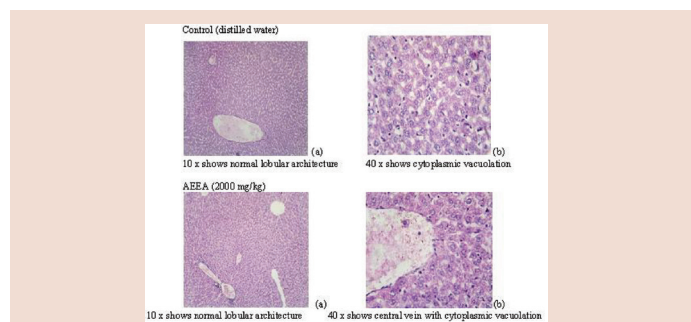 Control (distilled water)
(a) (b)
10 x shows normal lobular architecture 40 x shows cytoplasmic vacuolation
AEEA (2000 mg/kg)
(a) (b)
10 x shows normal lobular architecture 40 x shows central vein with cytoplasmic vacuolation